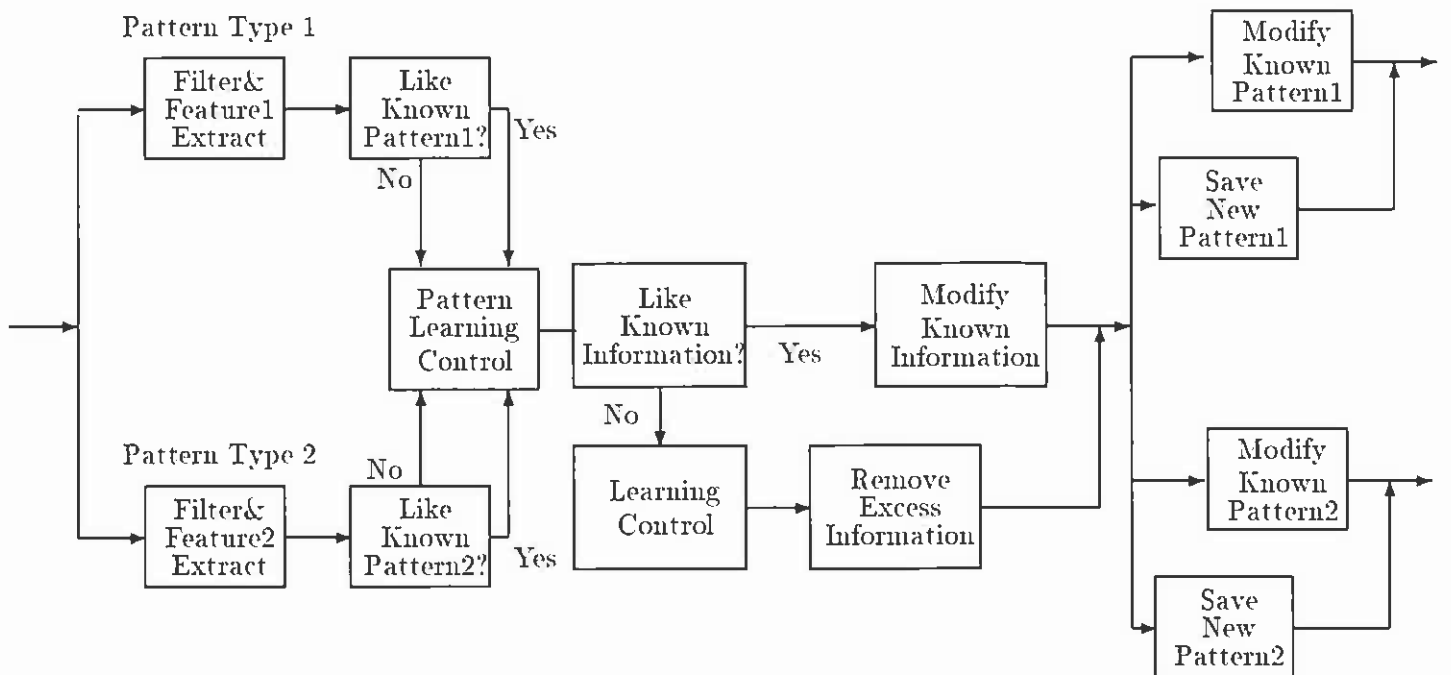 Pattern Type 1
Filter&
Feature1
Extract
Like
Known
Pattern1?
Yes
No
Pattern
Learning
Control
Like
Known
Information?
Yes
No
Modify
Known
Information
Learning
Control
Remove
Excess
Information
Pattern Type 2
Filter&
Feature2
Extract
No
Like
Known
Pattern2?
Yes
Modify
Known
Pattern1
Save
New
Pattern1
Modify
Known
Pattern2
Save
New
Pattern2